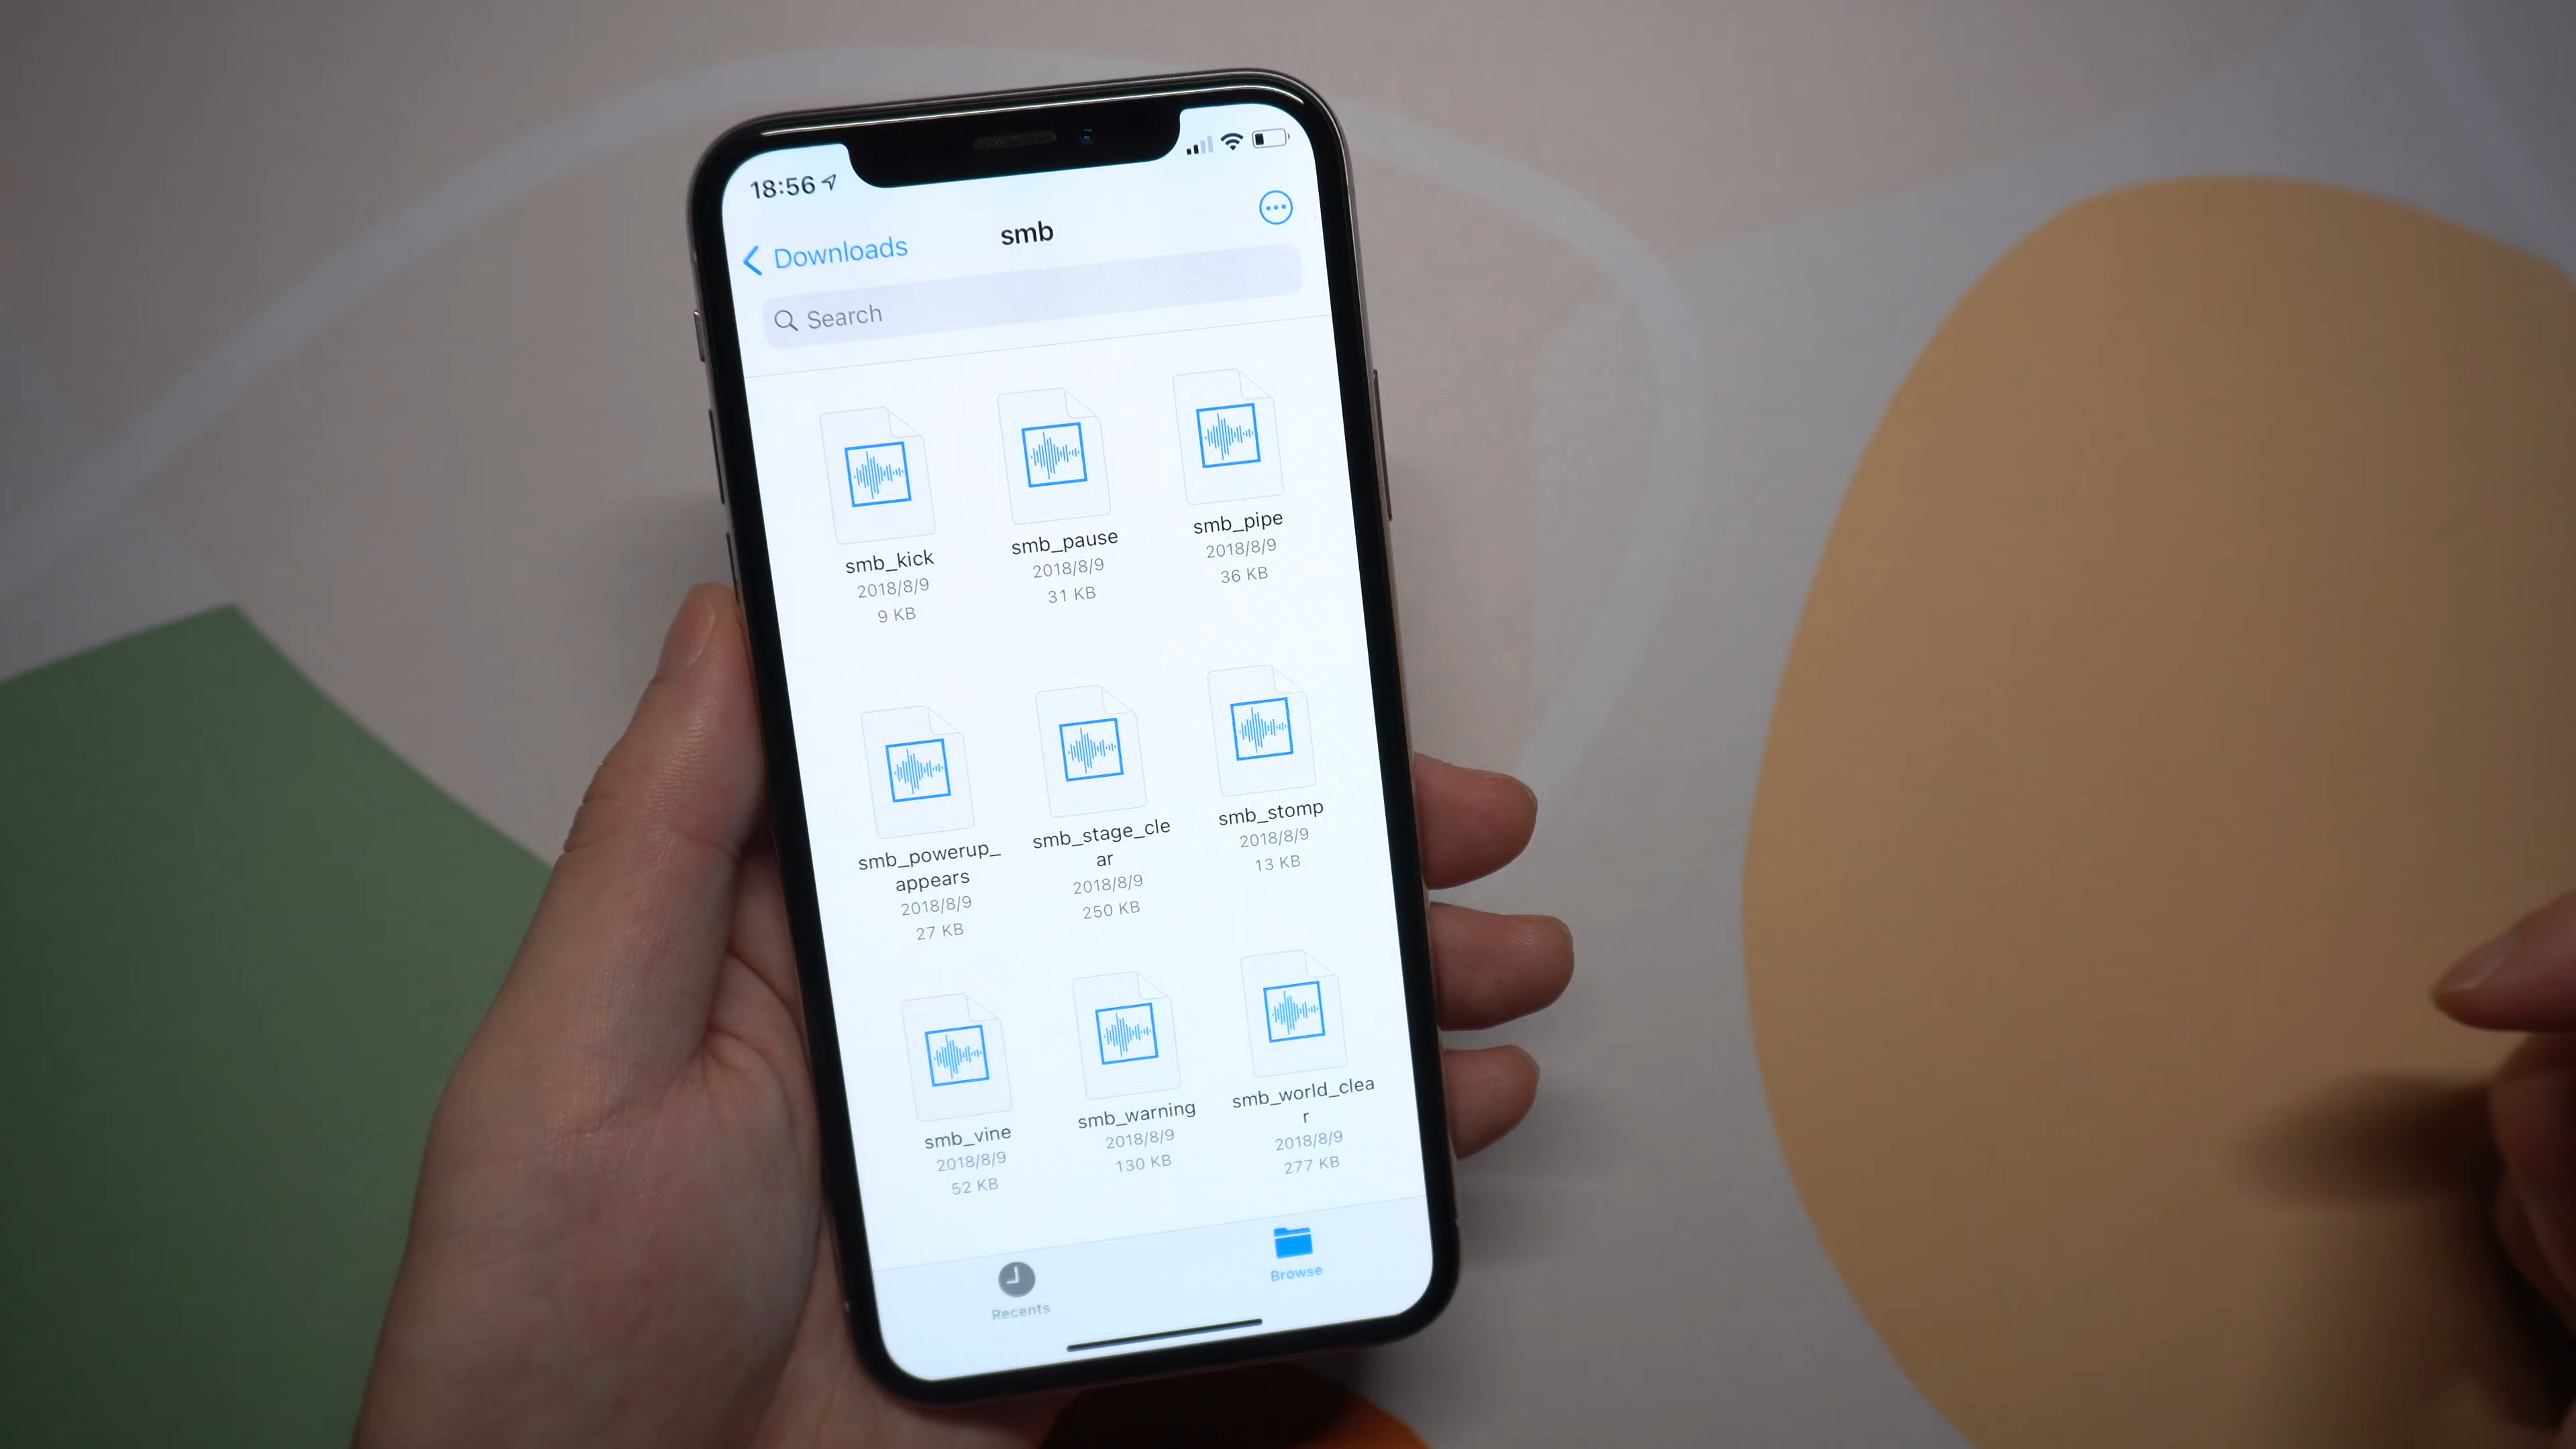 18:56
Downloads
smb
Search
smb_kick
2018/8/9
9 KB
smb_pause
2018/8/9
31 KB
smb_pipe
2018/8/9
36 KB
smb_powerup_
appears
2018/8/9
27 KB
smb_stage_cle
ar
2018/8/9
250 KB
smb_stomp
2018/8/9
13 KB
smb_vine
2018/8/9
52 KB
smb_warning
2018/8/9
130 KB
smb_world_clea
r
2018/8/9
277 KB
Recents
Browse